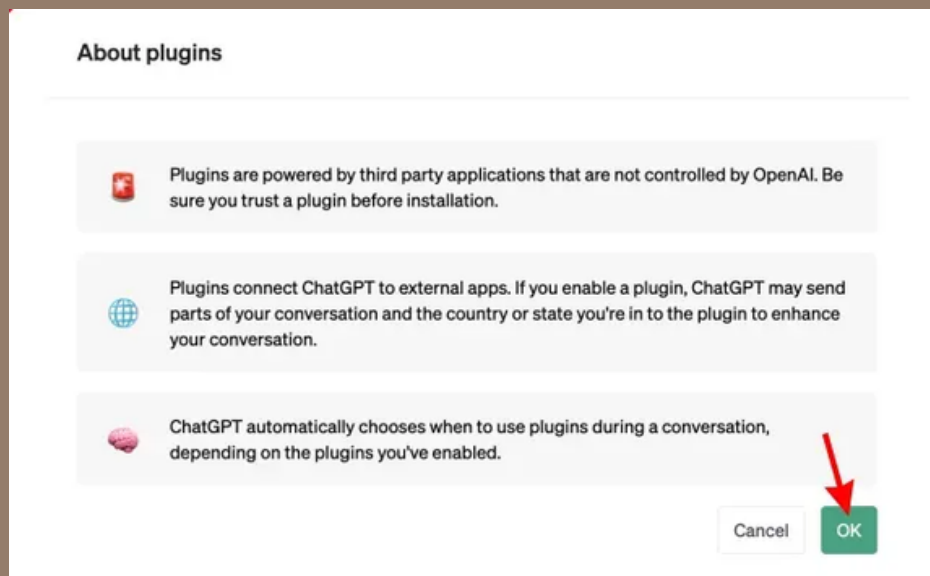 About plugins
Plugins are powered by third party applications that are not controlled by OpenAI. Be
sure you trust a plugin before installation.
Plugins connect ChatGPT to external apps. If you enable a plugin, ChatGPT may send
parts of your conversation and the country or state you're in to the plugin to enhance
your conversation.
ChatGPT automatically chooses when to use plugins during a conversation,
depending on the plugins you've enabled.
Cancel
OK